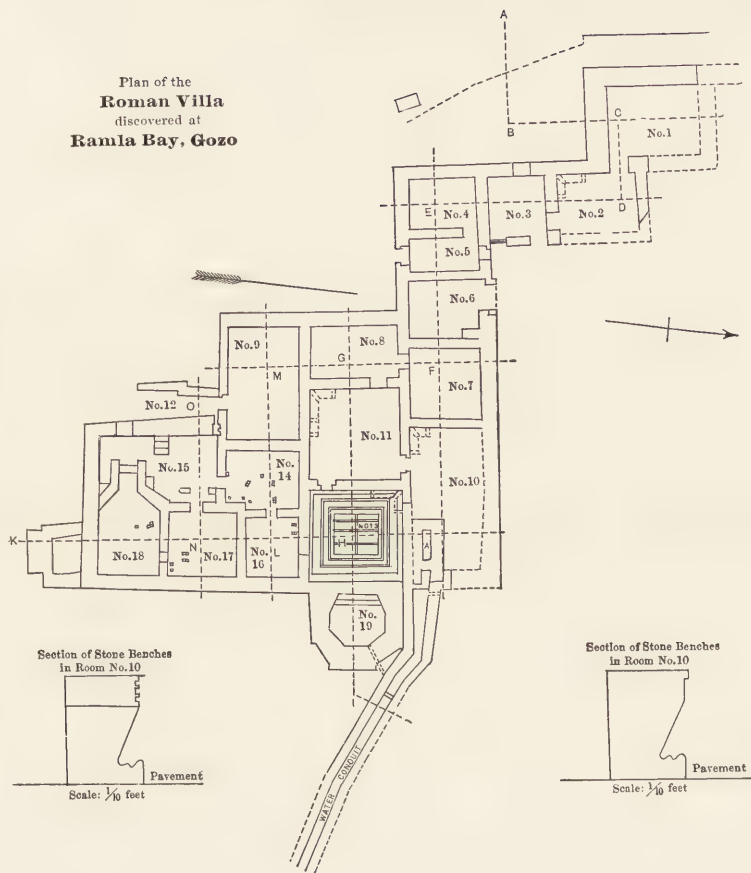 Plan of the
Roman Villa
discovered at
Ramla Bay, Gozo
A
B
C
No.1
D
No.2
No.3
E
No.4
No.5
No.6
No.9
No.8
G
M
F
No.7
No.12
O
No.11
No.15
No.
14
No.10
NO13
K
H
A
No.18
N
No.17
No.
16
L
No.
19
WATER CONDUIT
Section of Stone Benches
in Room No.10
Pavement
Scale: 1/10 feet
Section of Stone Benches
in Room No.10
Pavement
Scale: 1/10 feet